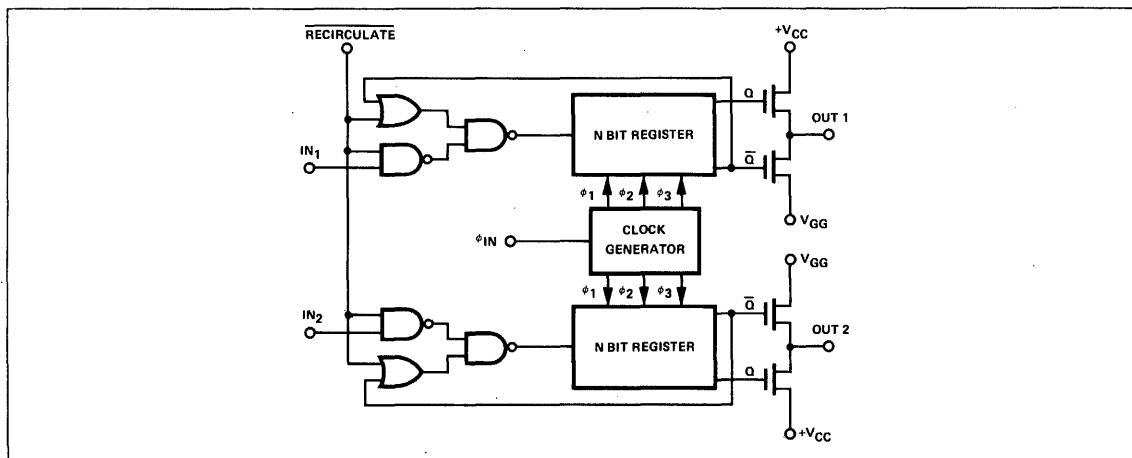 RECIRCULATE
+VCC
Q
N BIT REGISTER
OUT 1
IN1
Q
φ1 φ2 φ3
VGG
CLOCK
GENERATOR
φIN
VGG
φ1 φ2 φ3
Q
IN2
N BIT REGISTER
OUT 2
Q
+VCC